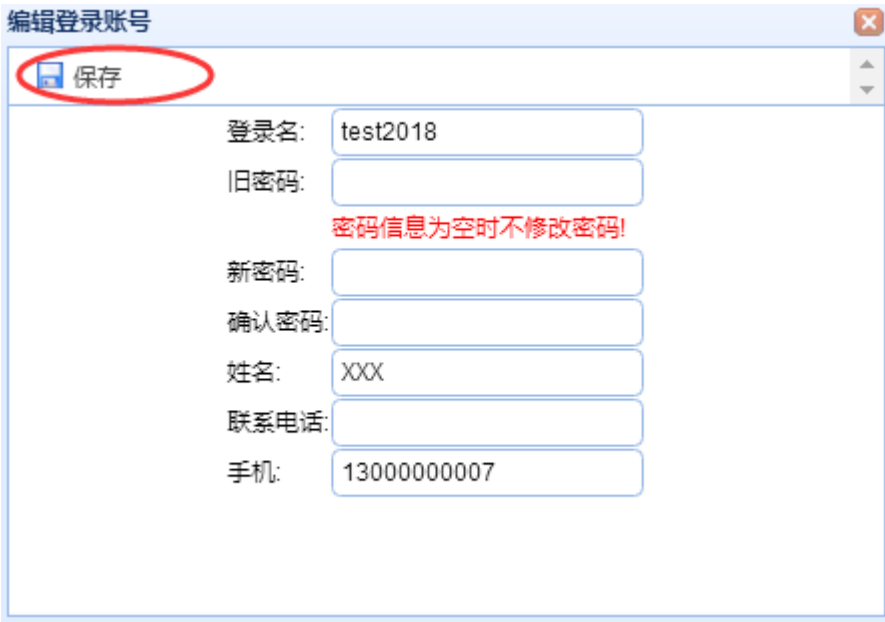 编辑登录账号
保存
登录名: test2018
旧密码:
密码信息为空时不修改密码!
新密码:
确认密码:
姓名: XXX
联系电话:
手机: 13000000007